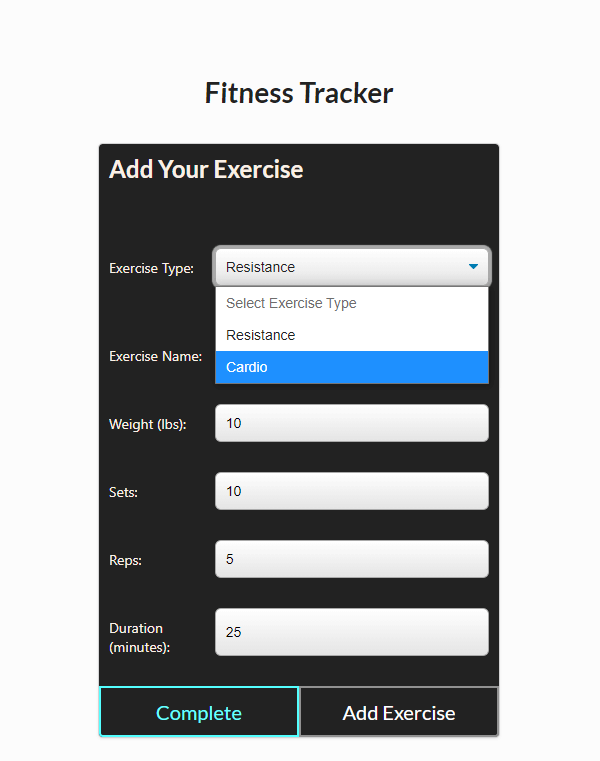 Fitness Tracker
Add Your Exercise
Exercise Type:
Resistance
Select Exercise Type
Resistance
Cardio
Exercise Name:
Weight (lbs):
10
Sets:
10
Reps:
5
Duration
(minutes):
25
Complete
Add Exercise